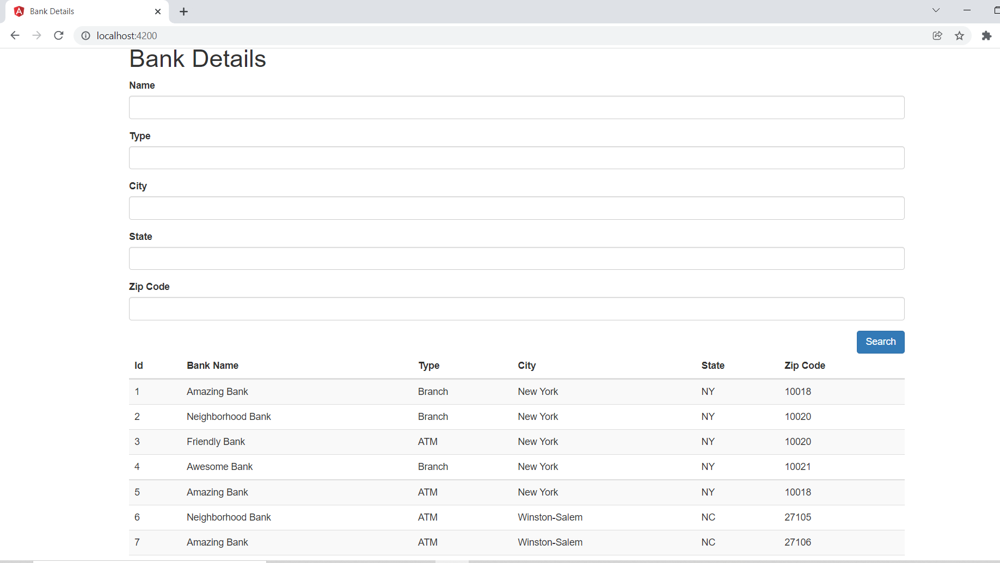 Bank Details
localhost:4200
Bank Details
Name
Type
City
State
Zip Code
Search
Id Bank Name Type City State Zip Code
1 Amazing Bank Branch New York NY 10018
2 Neighborhood Bank Branch New York NY 10020
3 Friendly Bank ATM New York NY 10020
4 Awesome Bank Branch New York NY 10021
5 Amazing Bank ATM New York NY 10018
6 Neighborhood Bank ATM Winston-Salem NC 27105
7 Amazing Bank ATM Winston-Salem NC 27106